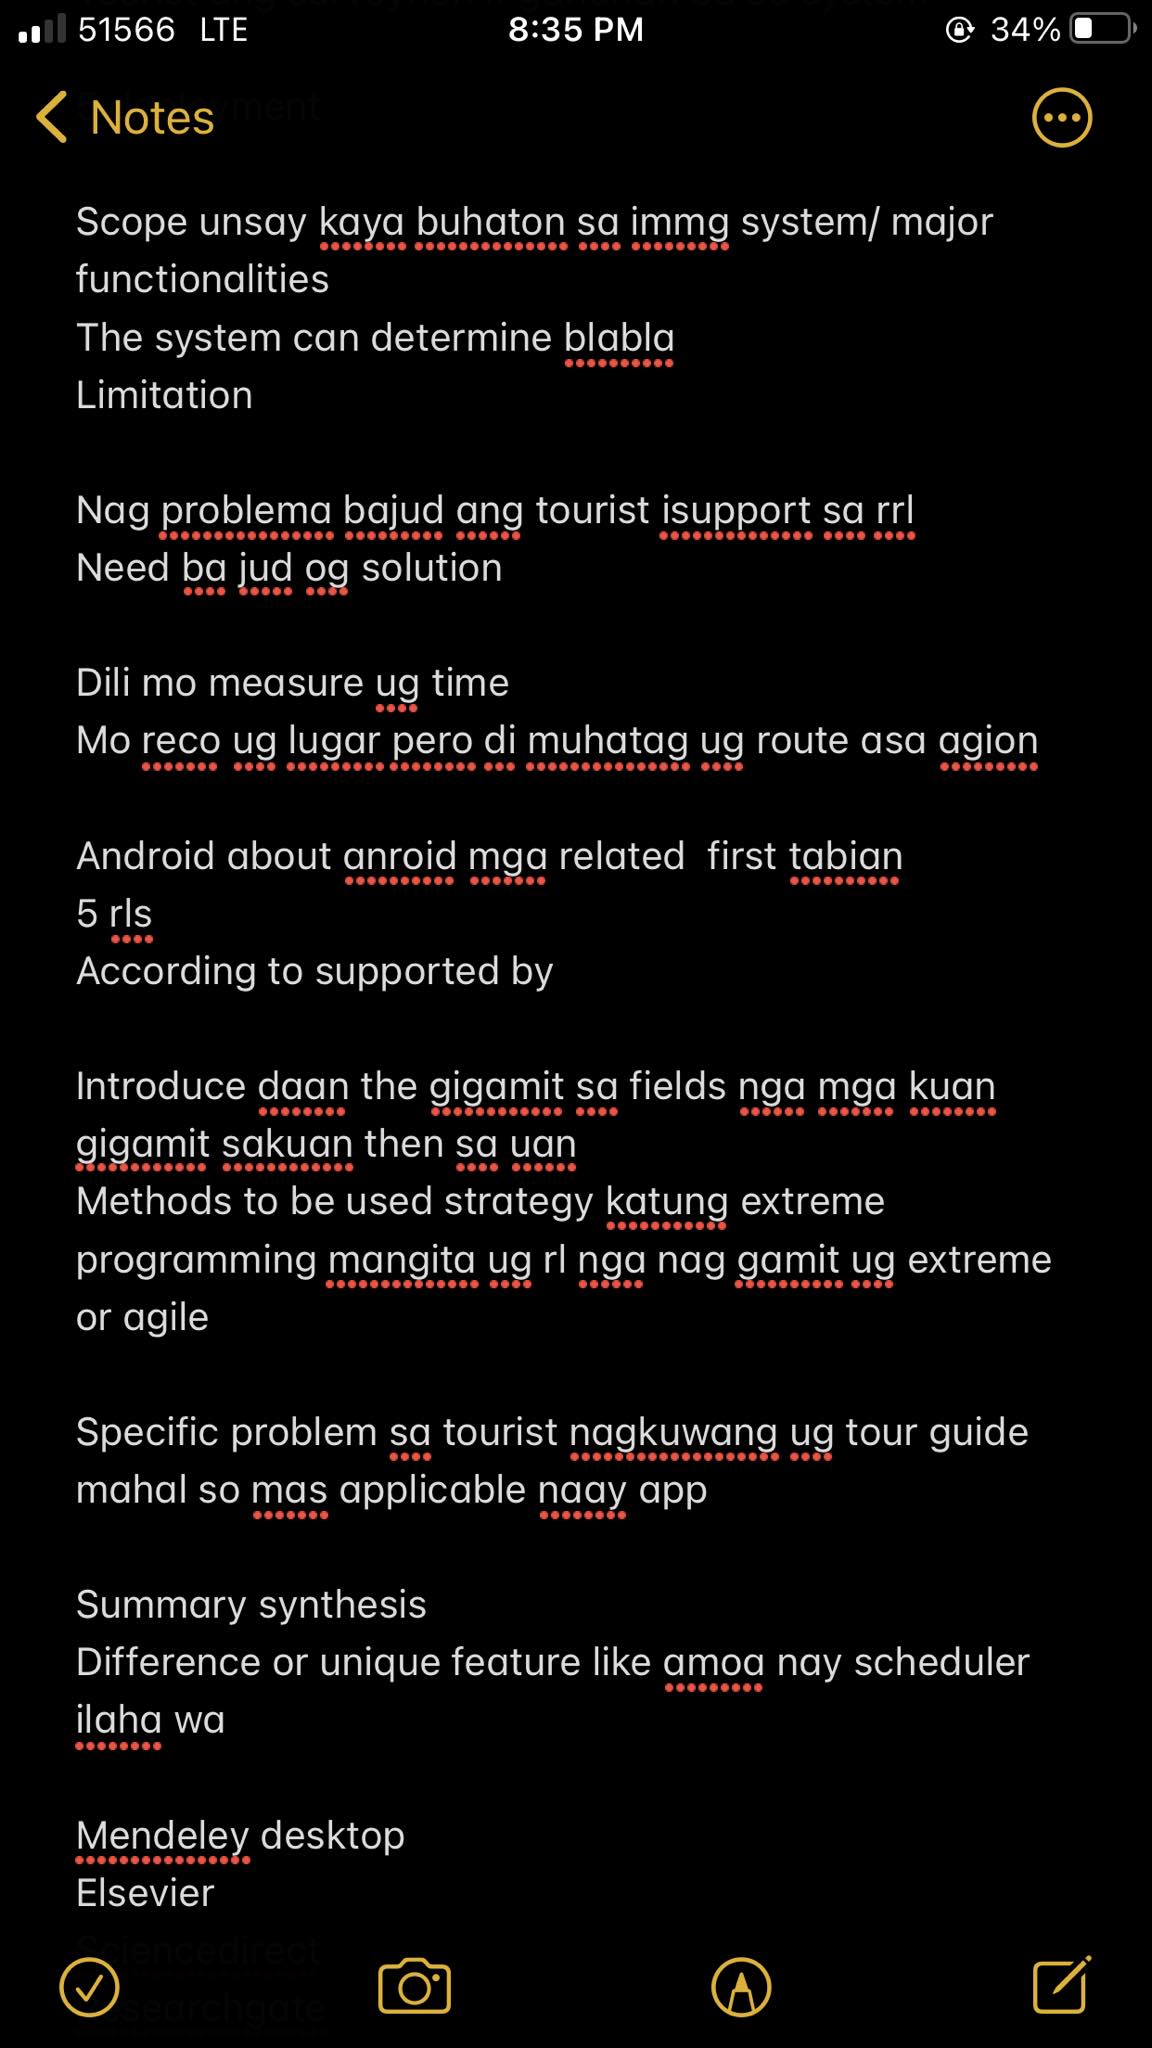 51566 LTE
8:35 PM
34%
Notes
Scope unsay kaya buhaton sa immg system/ major
functionalities
The system can determine blabla
Limitation
Nag problema bajud ang tourist isupport sa rrl
Need ba jud og solution
Dili mo measure ug time
Mo reco ug lugar pero di muhatag ug route asa agion
Android about anroid mga related  first tabian
5 rls
According to supported by
Introduce daan the gigamit sa fields nga mga kuan
gigamit sakuan then sa uan
Methods to be used strategy katung extreme
programming mangita ug rl nga nag gamit ug extreme
or agile
Specific problem sa tourist nagkuwang ug tour guide
mahal so mas applicable naay app
Summary synthesis
Difference or unique feature like amoa nay scheduler
ilaha wa
Mendeley desktop
Elsevier
Sciencedirect